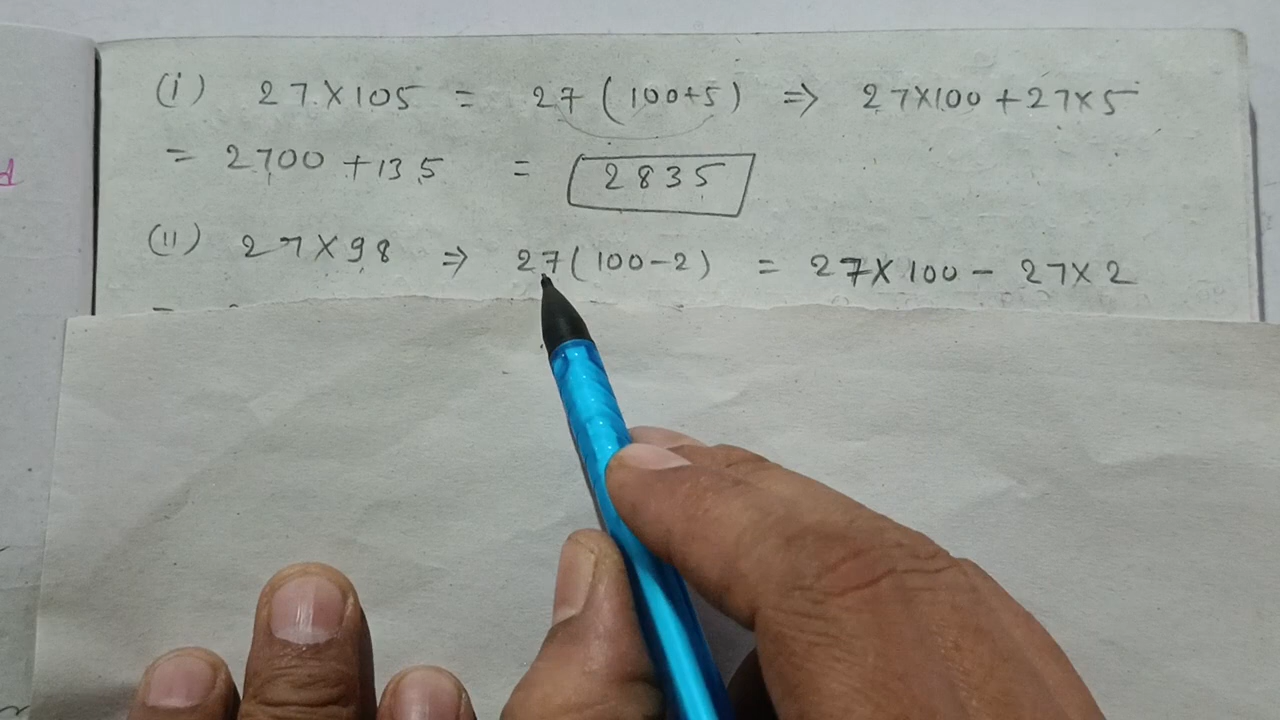 (i) 27×105 = 27 (100+5) ⇒ 27×100+27×5
= 2700+135 = 2835
(ii) 27×98 ⇒ 27(100-2) = 27×100- 27×2
=